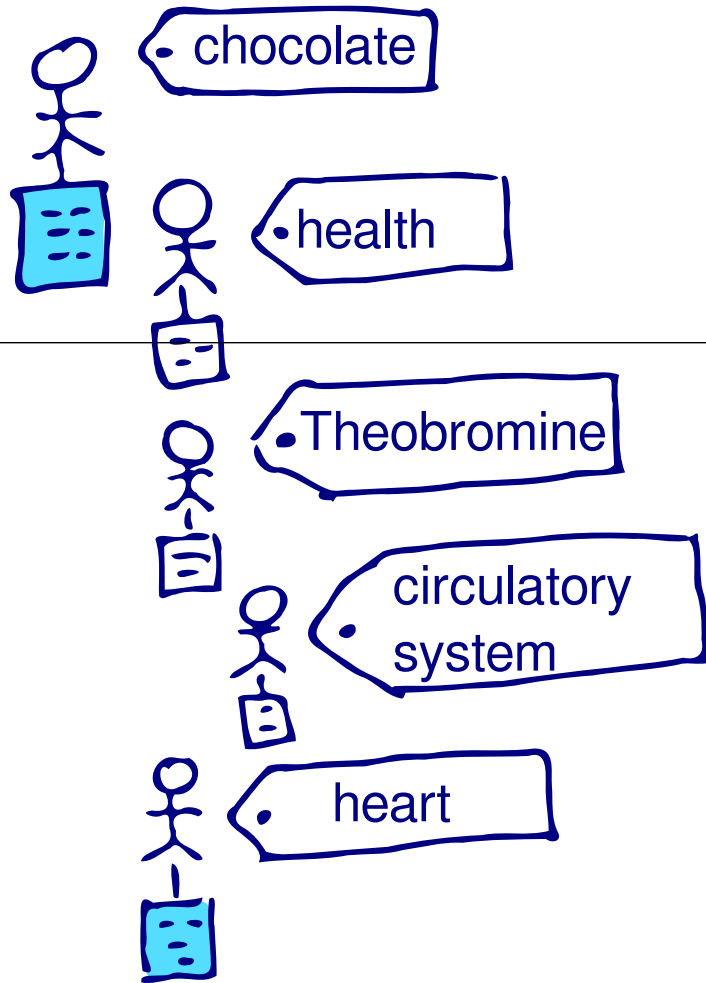 chocolate
health
Theobromine
circulatory
system
heart